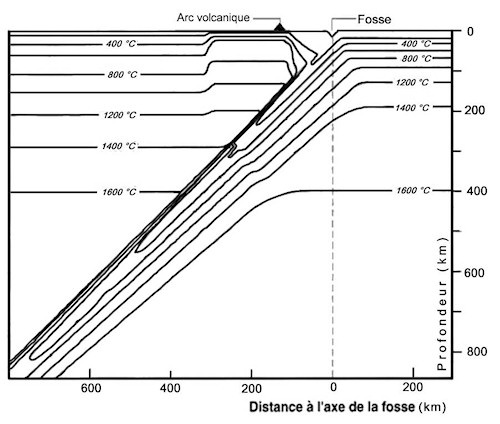 Arc volcanique Fosse
0
400 °C 400 °C
800 °C 800 °C
1200 °C 1200 °C
200
1400 °C 1400 °C
1600 °C 1600 °C
400
600
800
Profondeur (km)
600 400 200 0 200
Distance à l'axe de la fosse (km)